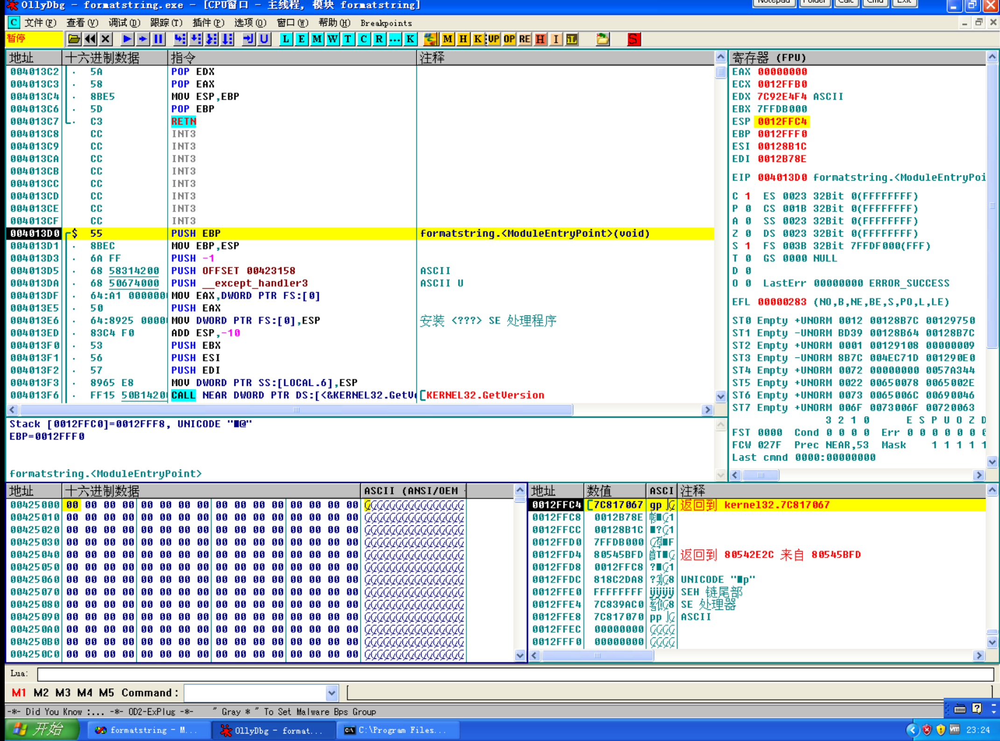 OllyDbg - formatstring.exe - [CPU窗口 - 主线程, 模块 formatstring]
Notepad Folder Calc Cmd Exit
C 文件(F) 查看(V) 调试(D) 跟踪(T) 插件(P) 选项(O) 窗口(W) 帮助(H) Breakpoints
暂停 L E M W T C R ... K M H K UP OP RE H I S
地址 十六进制数据 指令 注释
004013C2 . 5A POP EDX
004013C3 . 58 POP EAX
004013C4 . 8BE5 MOV ESP,EBP
004013C6 . 5D POP EBP
004013C7 . C3 RETN
004013C8 CC INT3
004013C9 CC INT3
004013CA CC INT3
004013CB CC INT3
004013CC CC INT3
004013CD CC INT3
004013CE CC INT3
004013CF CC INT3
004013D0 $ 55 PUSH EBP formatstring.<ModuleEntryPoint>(void)
004013D1 . 8BEC MOV EBP,ESP
004013D3 . 6A FF PUSH -1
004013D5 . 68 58314200 PUSH OFFSET 00423158 ASCII
004013DA . 68 50674000 PUSH __except_handler3 ASCII U
004013DF . 64:A1 000000 MOV EAX,DWORD PTR FS:[0]
004013E5 . 50 PUSH EAX
004013E6 . 64:8925 0000 MOV DWORD PTR FS:[0],ESP 安装 <???> SE 处理程序
004013ED . 83C4 F0 ADD ESP,-10
004013F0 . 53 PUSH EBX
004013F1 . 56 PUSH ESI
004013F2 . 57 PUSH EDI
004013F3 . 8965 E8 MOV DWORD PTR SS:[LOCAL.6],ESP
004013F6 . FF15 50B1420 CALL NEAR DWORD PTR DS:[<&KERNEL32.GetV [KERNEL32.GetVersion
Stack [0012FFC0]=0012FFF8, UNICODE "■@"
EBP=0012FFF0
formatstring.<ModuleEntryPoint>
寄存器 (FPU)
EAX 00000000
ECX 0012FFB0
EDX 7C92E4F4 ASCII
EBX 7FFDB000
ESP 0012FFC4
EBP 0012FFF0
ESI 00128B1C
EDI 0012B78E
EIP 004013D0 formatstring.<ModuleEntryPoi
C 1 ES 0023 32Bit 0(FFFFFFFF)
P 0 CS 001B 32Bit 0(FFFFFFFF)
A 0 SS 0023 32Bit 0(FFFFFFFF)
Z 0 DS 0023 32Bit 0(FFFFFFFF)
S 1 FS 003B 32Bit 7FFDF000(FFF)
T 0 GS 0000 NULL
D 0
O 0 LastErr 00000000 ERROR_SUCCESS
EFL 00000283 (NO,B,NE,BE,S,PO,L,LE)
ST0 Empty +UNORM 0012 00128B7C 00129750
ST1 Empty -UNORM BD39 00128B64 00128B7C
ST2 Empty +UNORM 0001 00129108 00000009
ST3 Empty -UNORM 8B7C 004EC71D 001290E0
ST4 Empty +UNORM 0072 00000000 0057A344
ST5 Empty +UNORM 0022 00650078 0065002E
ST6 Empty +UNORM 0073 0065006C 00690046
ST7 Empty +UNORM 006F 0073006F 00720063
3 2 1 0 E S P U O Z D
FST 0000 Cond 0 0 0 0 Err 0 0 0 0 0 0
FCW 027F Prec NEAR,53 Mask 1 1 1 1 1
Last cmnd 0000:00000000
地址 十六进制数据 ASCII (ANSI/OEM -
00425000 00 00 00 00 00 00 00 00 00 00 00 00 00 00 00 00
00425010 00 00 00 00 00 00 00 00 00 00 00 00 00 00 00 00
00425020 00 00 00 00 00 00 00 00 00 00 00 00 00 00 00 00
00425030 00 00 00 00 00 00 00 00 00 00 00 00 00 00 00 00
00425040 00 00 00 00 00 00 00 00 00 00 00 00 00 00 00 00
00425050 00 00 00 00 00 00 00 00 00 00 00 00 00 00 00 00
00425060 00 00 00 00 00 00 00 00 00 00 00 00 00 00 00 00
00425070 00 00 00 00 00 00 00 00 00 00 00 00 00 00 00 00
00425080 00 00 00 00 00 00 00 00 00 00 00 00 00 00 00 00
00425090 00 00 00 00 00 00 00 00 00 00 00 00 00 00 00 00
004250A0 00 00 00 00 00 00 00 00 00 00 00 00 00 00 00 00
004250B0 00 00 00 00 00 00 00 00 00 00 00 00 00 00 00 00
004250C0 00 00 00 00 00 00 00 00 00 00 00 00 00 00 00 00
地址 数值 ASCI 注释
0012FFC4 [7C817067 gp 返回到 kernel32.7C817067
0012FFC8 0012B78E
0012FFCC 00128B1C
0012FFD0 7FFDB000
0012FFD4 80545BFD 返回到 80542E2C 来自 80545BFD
0012FFD8 0012FFC8
0012FFDC 818C2DA8 UNICODE "■p"
0012FFE0 FFFFFFFF ÿÿÿÿ SEH 链尾部
0012FFE4 7C839AC0 SE 处理器
0012FFE8 7C817070 pp ASCII
0012FFEC 00000000
0012FFF0 00000000
Lua:
M1 M2 M3 M4 M5 Command: [ ]
-*- Did You Know :... -*- OD2-ExPlug -*- " Gray * " To Set Malware Bps Group
开始 formatstring - M... OllyDbg - format... C:\Program Files... 23:24